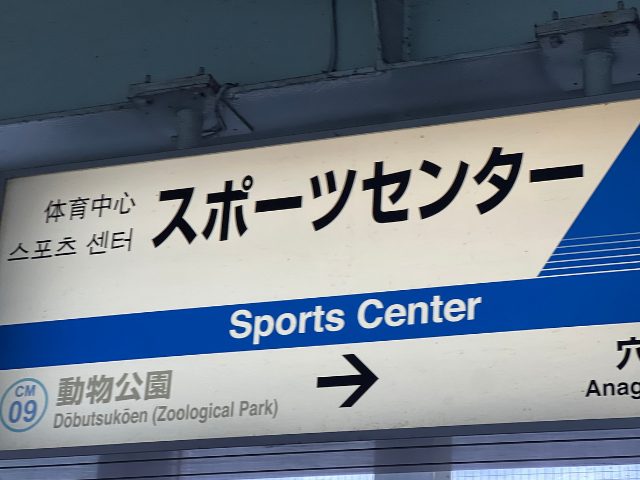 体育中心
스포츠 센터
スポーツセンター
Sports Center
CM
09
動物公園
Dōbutsukōen (Zoological Park)
→
穴
Anag